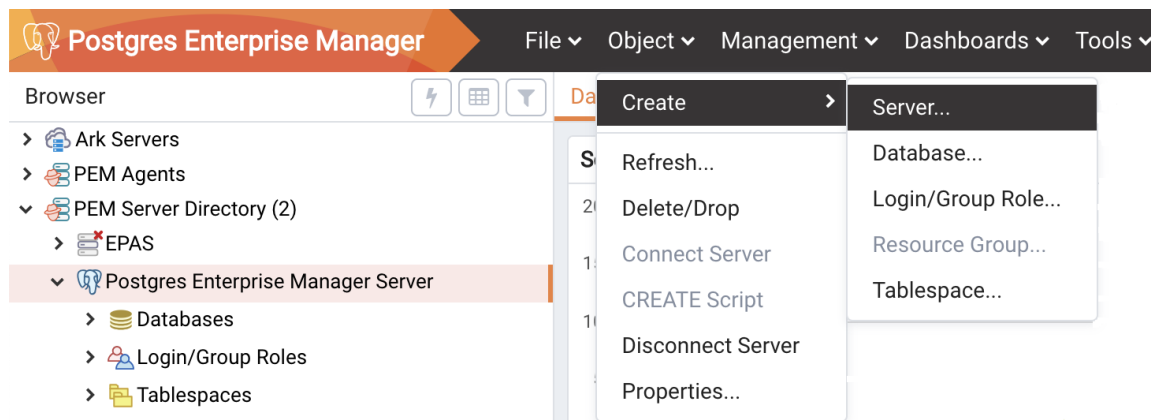 Postgres Enterprise Manager
File Object Management Dashboards Tools
Browser
Da
Ark Servers
PEM Agents
PEM Server Directory (2)
EPAS
Postgres Enterprise Manager Server
Databases
Login/Group Roles
Tablespaces
Create
Refresh...
Delete/Drop
Connect Server
CREATE Script
Disconnect Server
Properties...
Server...
Database...
Login/Group Role...
Resource Group...
Tablespace...